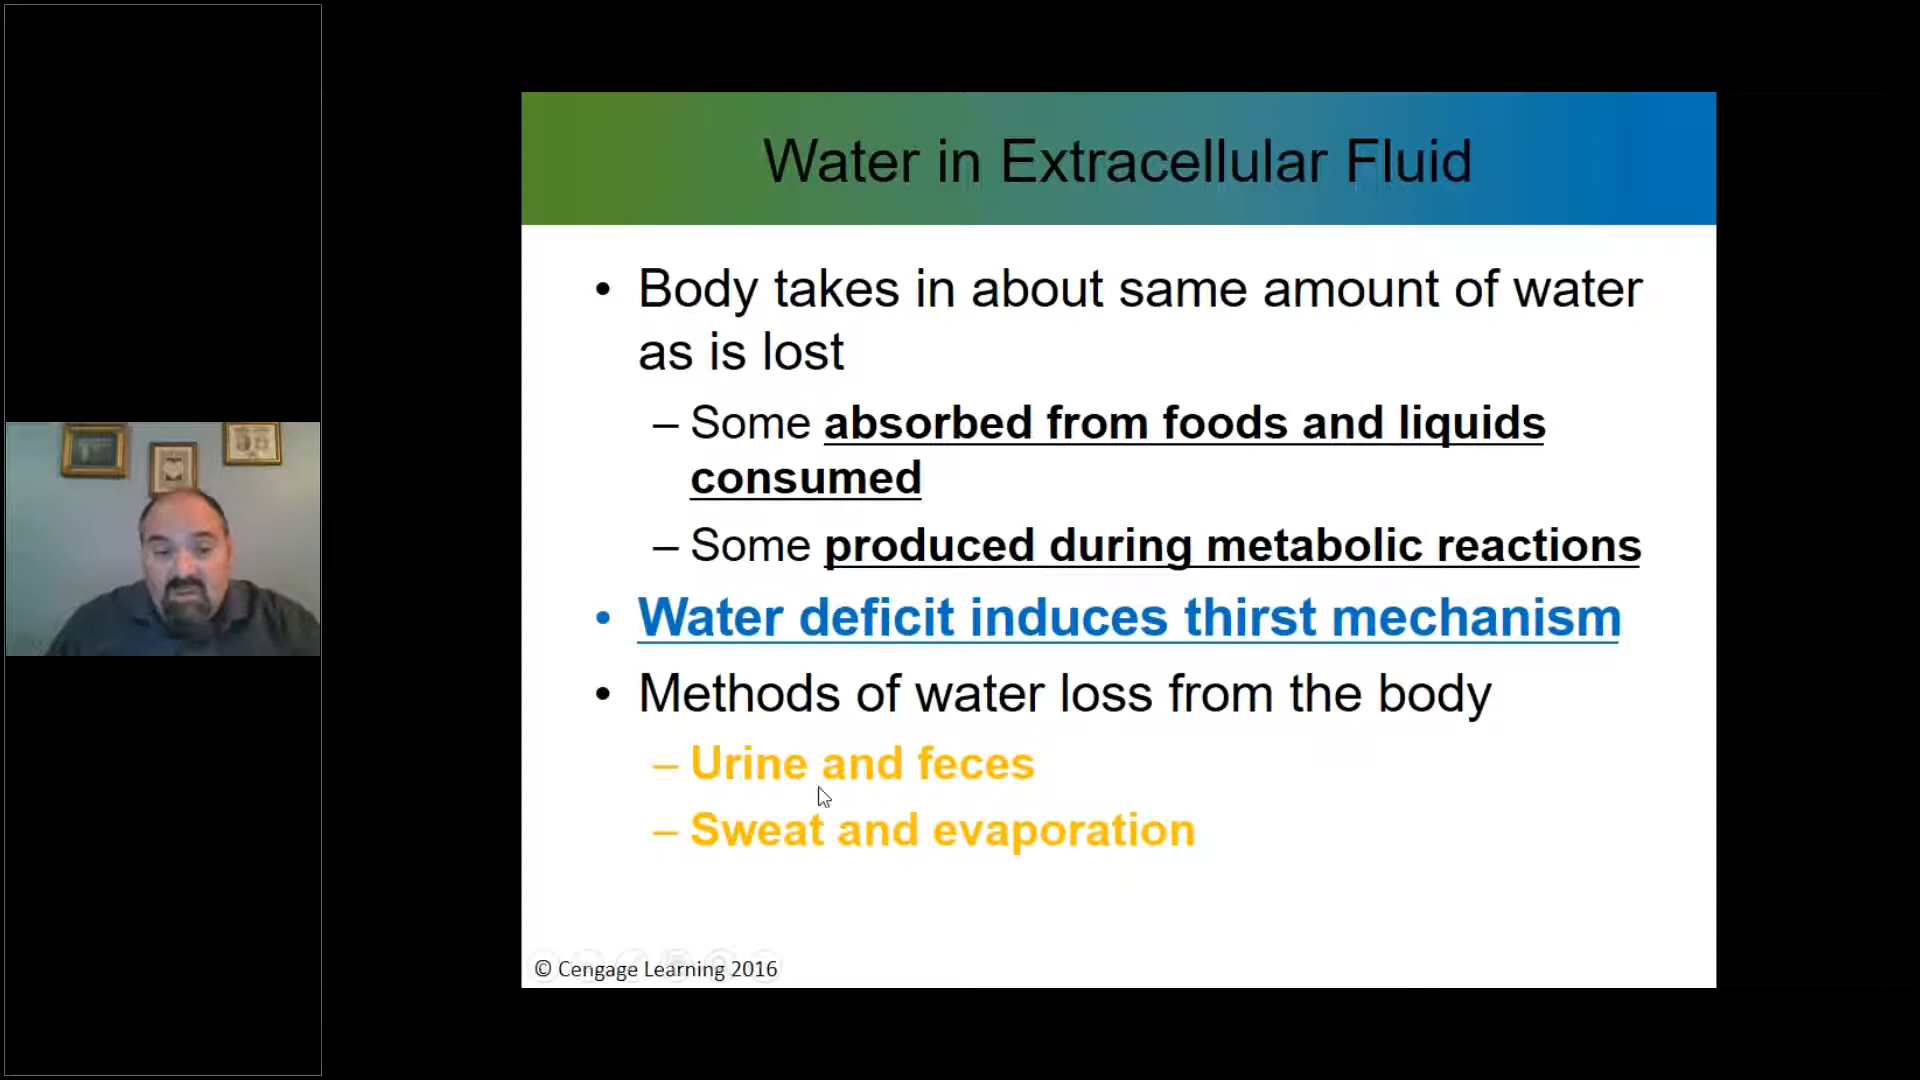 Water in Extracellular Fluid
• Body takes in about same amount of water
as is lost
– Some absorbed from foods and liquids
consumed
– Some produced during metabolic reactions
• Water deficit induces thirst mechanism
• Methods of water loss from the body
– Urine and feces
– Sweat and evaporation
© Cengage Learning 2016